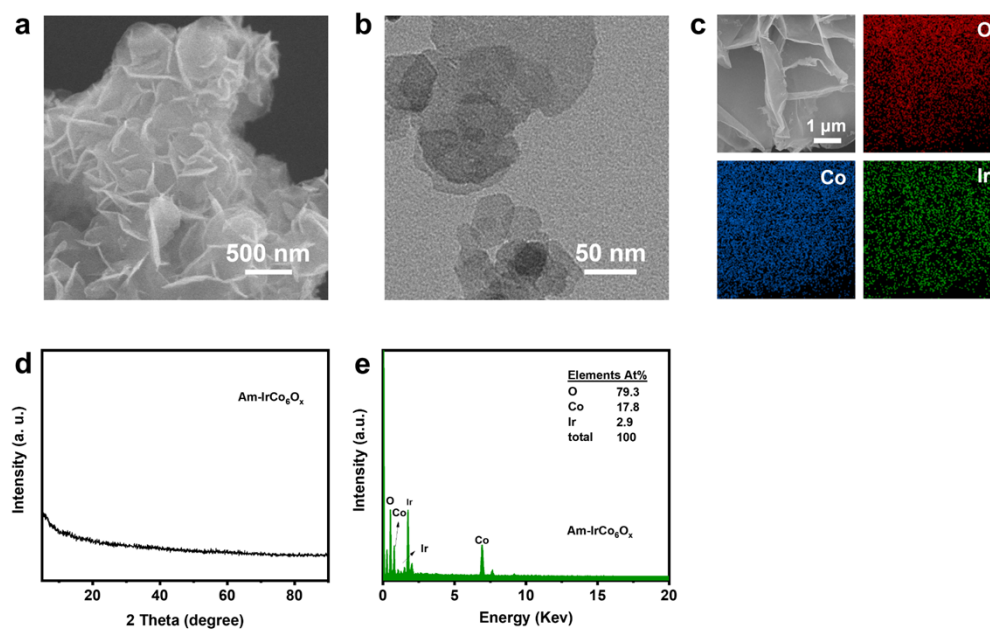 a
500 nm
b
50 nm
c
1 µm
O
Co
Ir
d
Am-IrCo₆Oₓ
Intensity (a. u.)
20
40
60
80
2 Theta (degree)
e
Elements At%
O 79.3
Co 17.8
Ir 2.9
total 100
Intensity (a.u.)
O
Co
Ir
Ir
Co
Am-IrCo₆Oₓ
0
5
10
15
20
Energy (Kev)